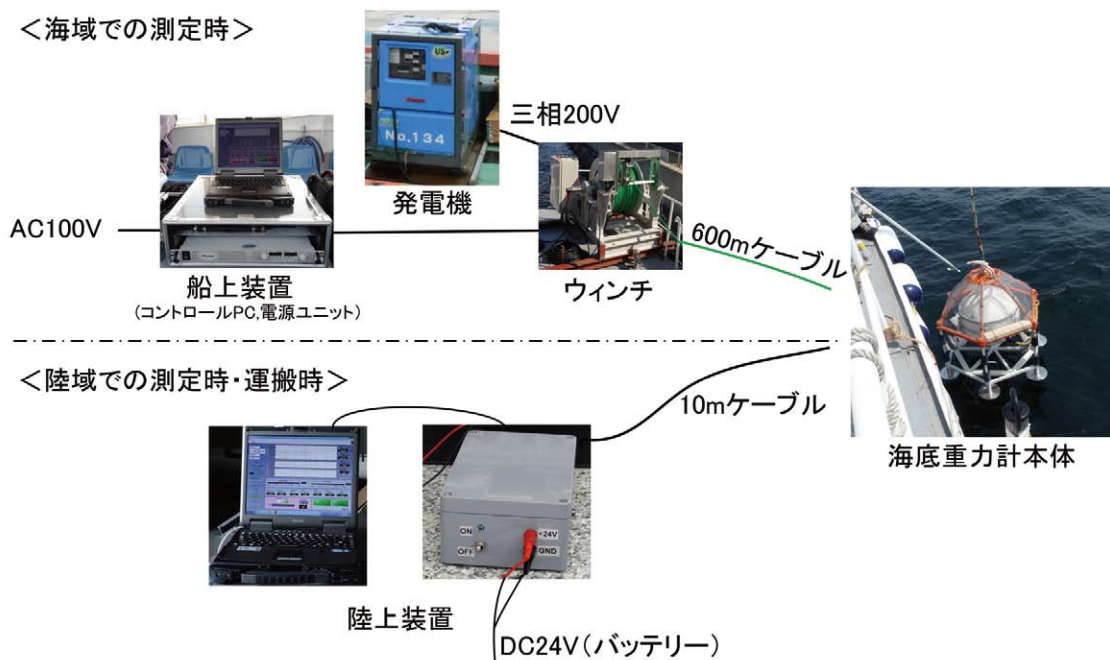 <海域での測定時>
三相200V
発電機
No.134
AC100V
船上装置
(コントロールPC,電源ユニット)
ウィンチ
600mケーブル
海底重力計本体
<陸域での測定時・運搬時>
10mケーブル
ON
OFF
+24V
GND
陸上装置
DC24V(バッテリー)